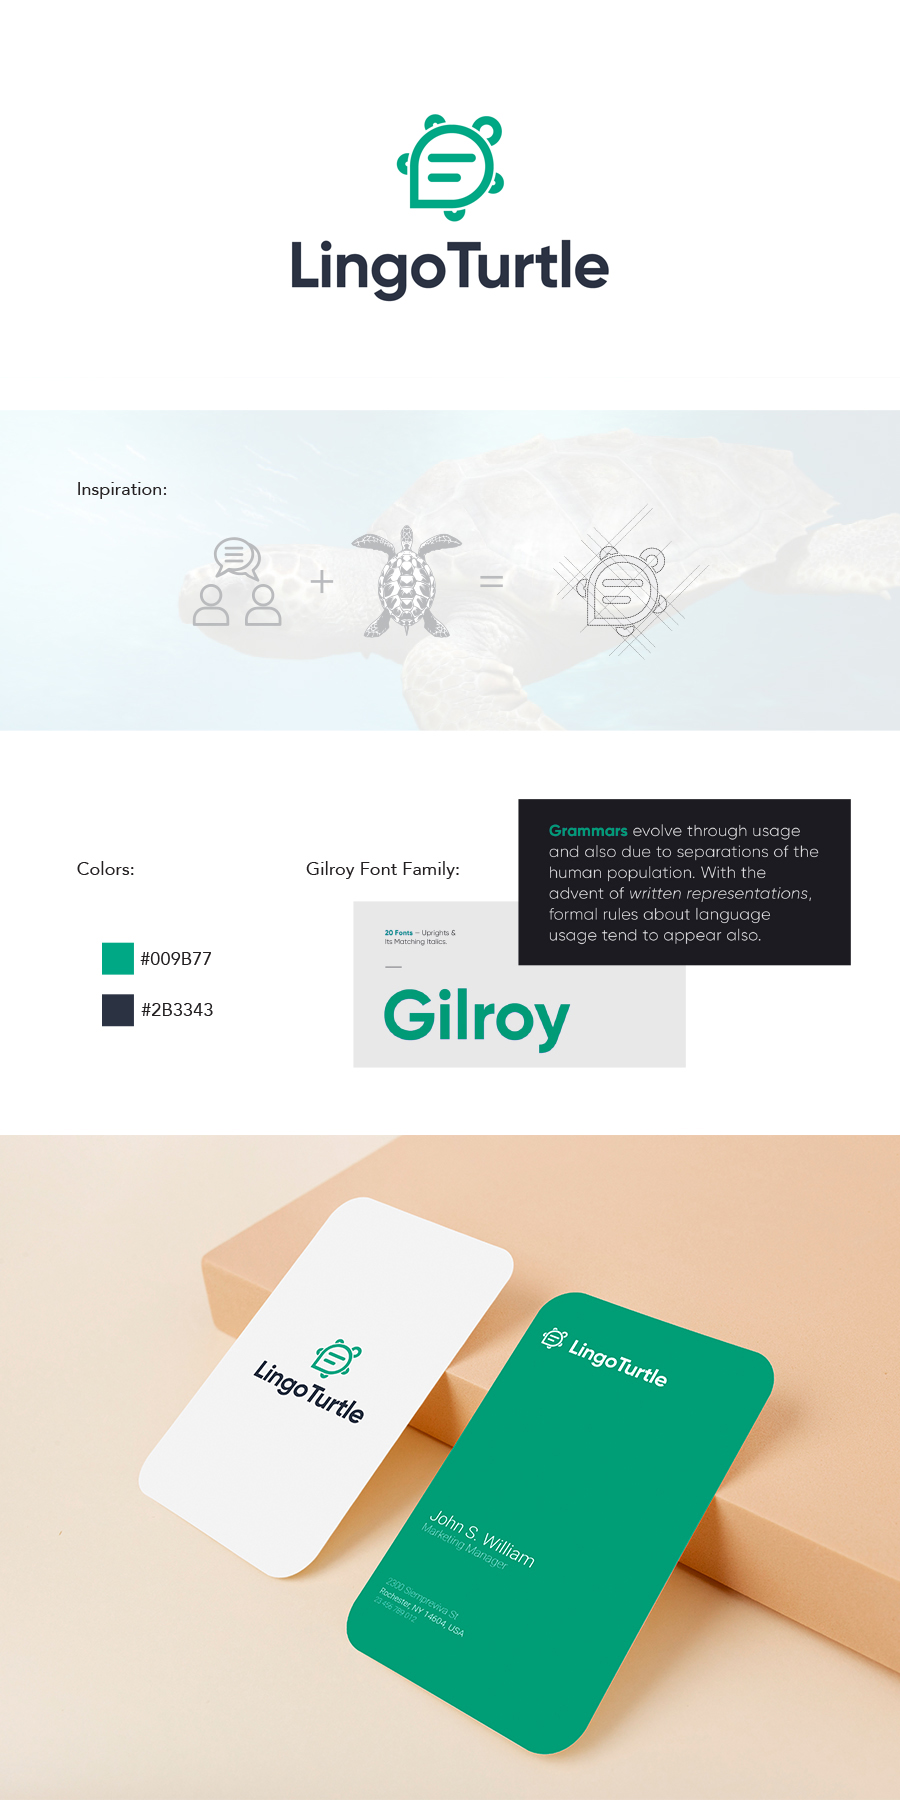 LingoTurtle
Inspiration:
Colors:
#009B77
#2B3343
Gilroy Font Family:
20 Fonts – Uprights &
Its Matching Italics.
Gilroy
Grammars evolve through usage
and also due to separations of the
human population. With the
advent of written representations,
formal rules about language
usage tend to appear also.
LingoTurtle
LingoTurtle
John S. William
Marketing Manager
2300 Siempreviva St
Rochester, NY 14604, USA
23 456 789 012